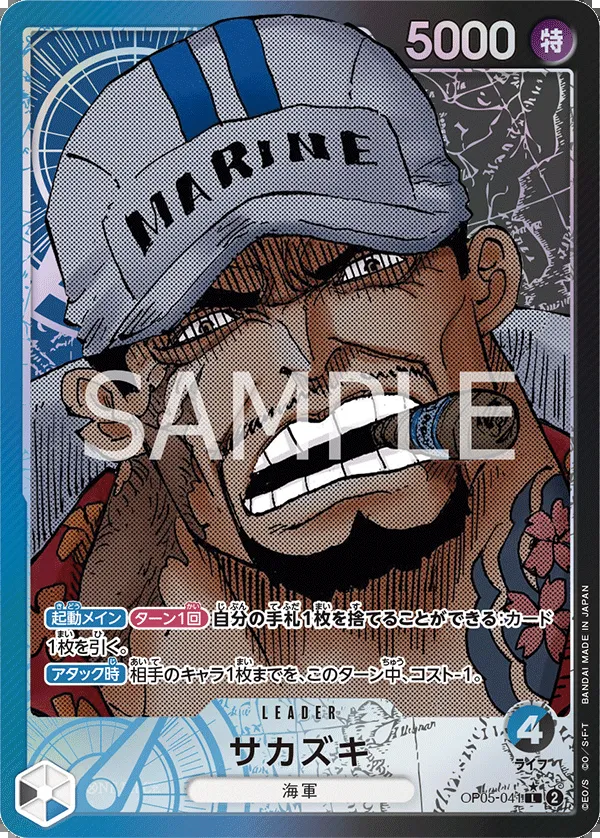 5000 特
MARINE
SAMPLE
起動メイン ターン1回 自分の手札1枚を捨てることができる:カード
1枚を引く。
アタック時 相手のキャラ1枚までを、このターン中、コスト-1。
LEADER
サカズキ
海軍
4
ライフ
OP05-041 L 2
©E/S ©O/S・F・T BANDAI MADE IN JAPAN